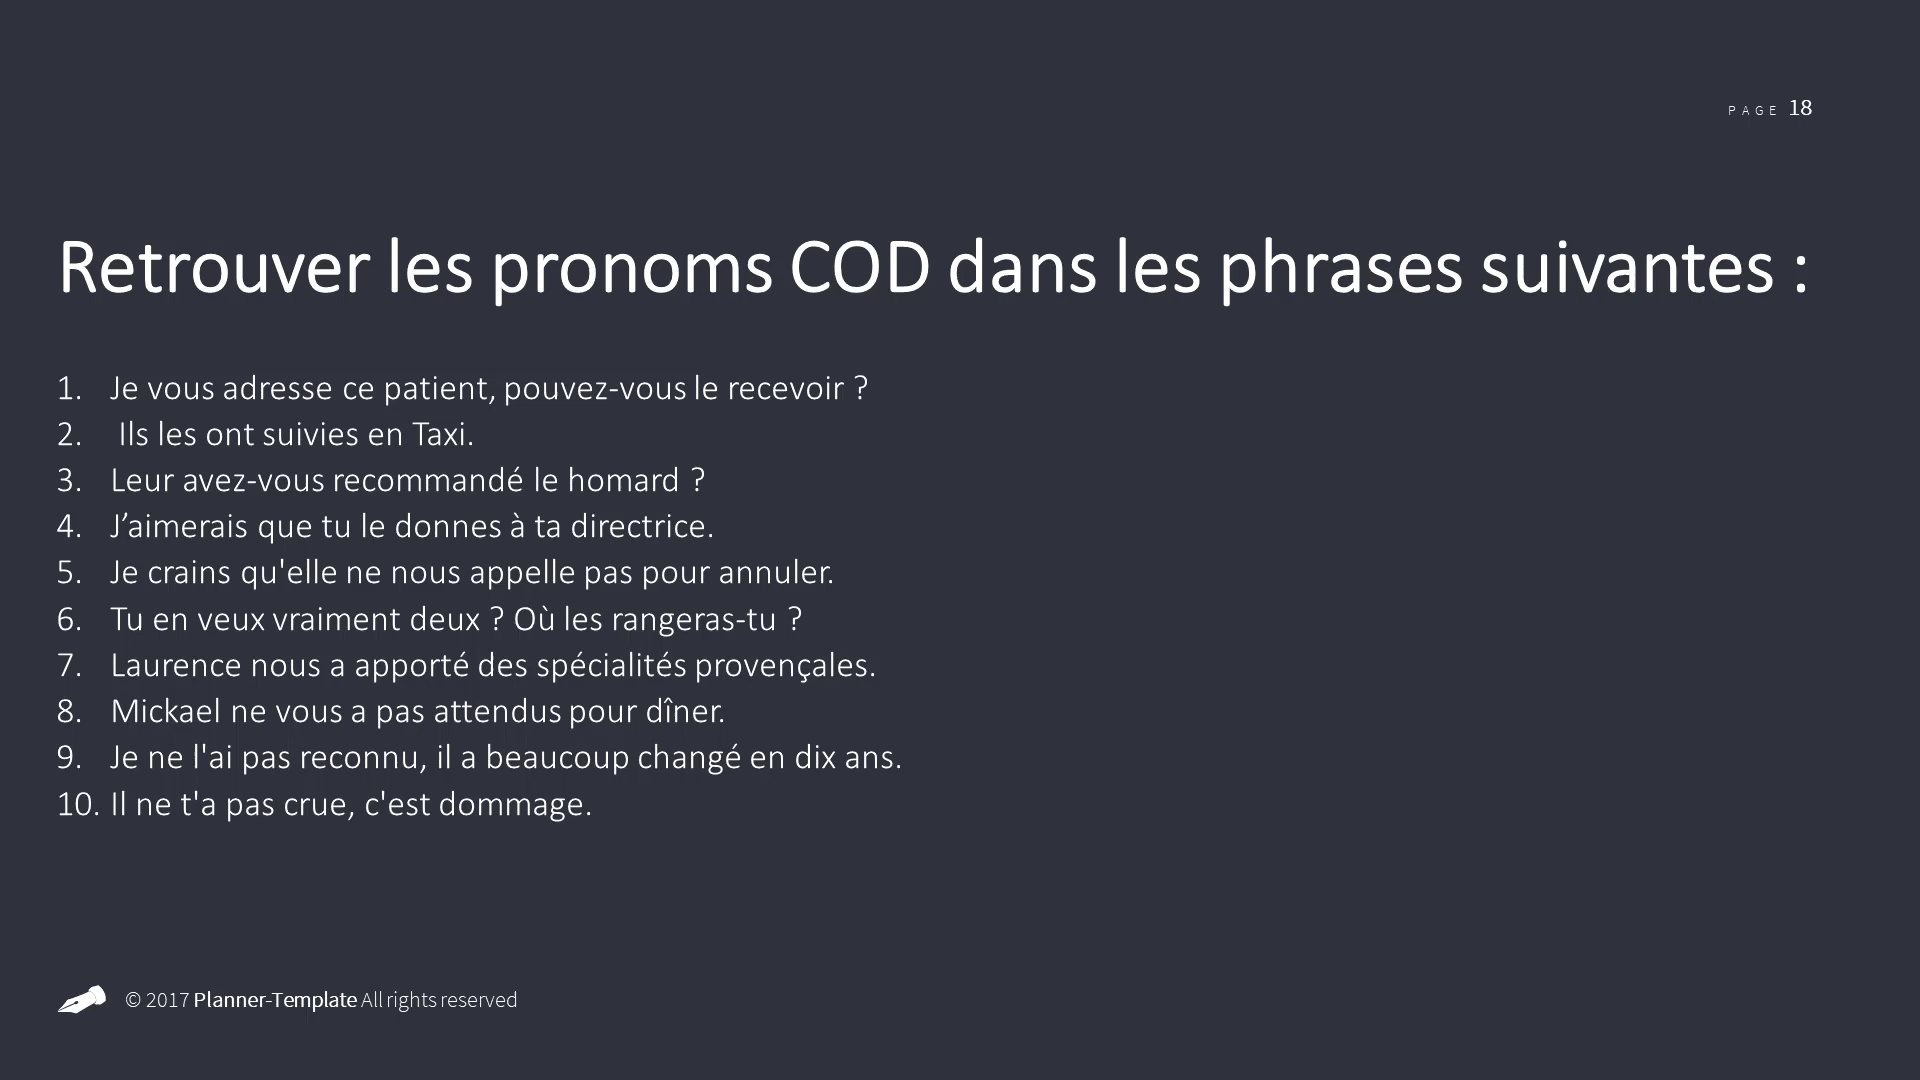 PAGE 18
Retrouver les pronoms COD dans les phrases suivantes :
1. Je vous adresse ce patient, pouvez-vous le recevoir ?
2. Ils les ont suivies en Taxi.
3. Leur avez-vous recommandé le homard ?
4. J’aimerais que tu le donnes à ta directrice.
5. Je crains qu'elle ne nous appelle pas pour annuler.
6. Tu en veux vraiment deux ? Où les rangeras-tu ?
7. Laurence nous a apporté des spécialités provençales.
8. Mickael ne vous a pas attendus pour dîner.
9. Je ne l'ai pas reconnu, il a beaucoup changé en dix ans.
10. Il ne t'a pas crue, c'est dommage.
© 2017 Planner-Template All rights reserved